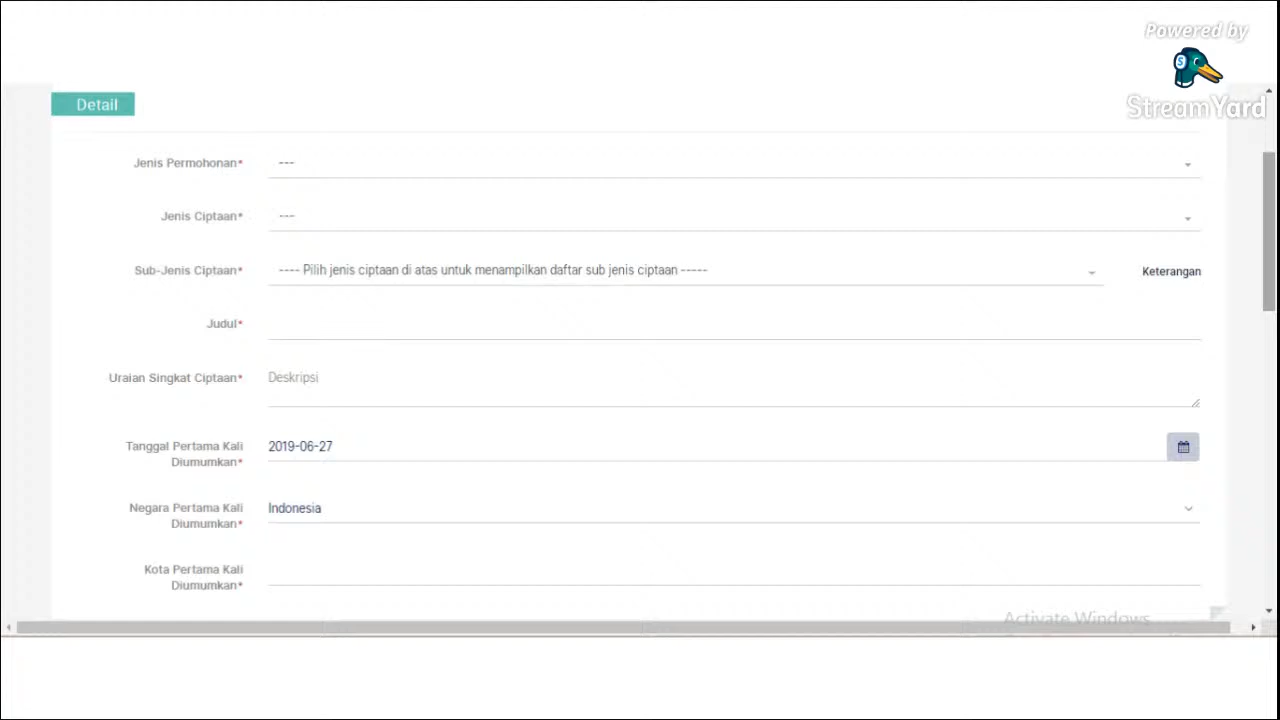 Powered by
StreamYard
Detail
Jenis Permohonan* ---
Jenis Ciptaan* ---
Sub-Jenis Ciptaan* ---- Pilih jenis ciptaan di atas untuk menampilkan daftar sub jenis ciptaan ----- Keterangan
Judul*
Uraian Singkat Ciptaan* Deskripsi
Tanggal Pertama Kali
Diumumkan* 2019-06-27
Negara Pertama Kali
Diumumkan* Indonesia
Kota Pertama Kali
Diumumkan*
Activate Windows